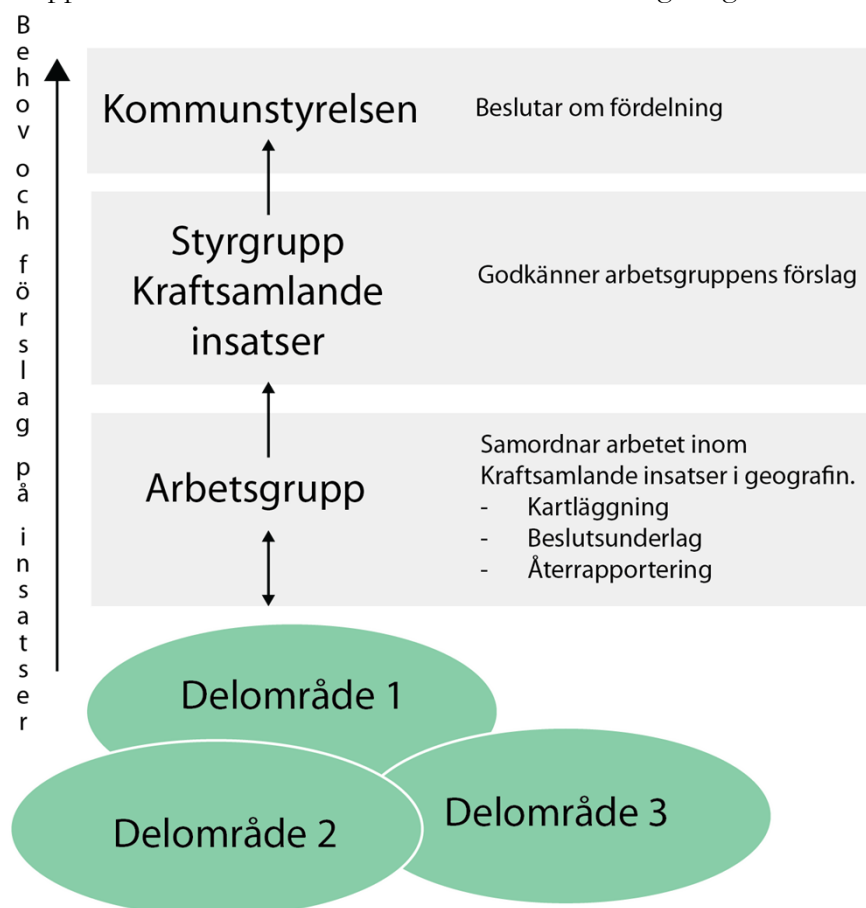 Behov och förslag på insatser
Kommunstyrelsen
Beslutar om fördelning
Styrgrupp
Kraftsamlande
insatser
Godkänner arbetsgruppens förslag
Arbetsgrupp
Samordnar arbetet inom
Kraftsamlande insatser i geografin.
- Kartläggning
- Beslutsunderlag
- Återrapportering
Delområde 1
Delområde 2
Delområde 3